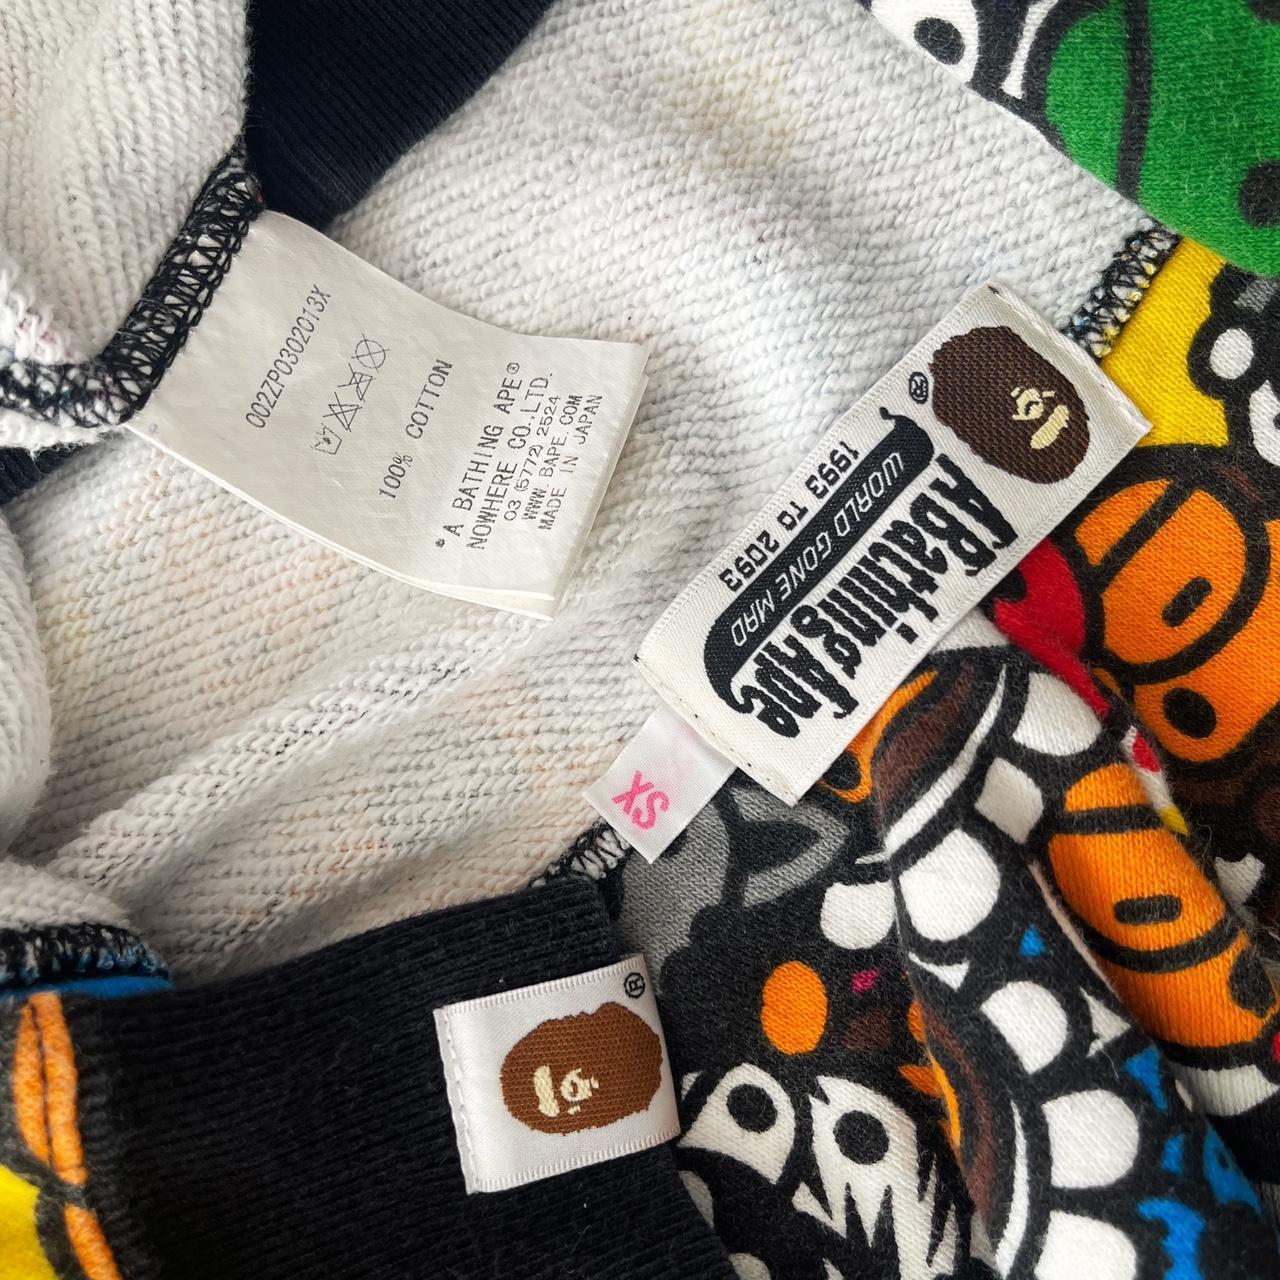 002ZP0302013X
100% COTTON
*A BATHING APE®
NOWHERE CO.,LTD.
03 (5772) 2524
WWW. BAPE. COM
MADE IN JAPAN
®
A Bathing Ape
WORLD GONE MAD
1993 TO 2093
XS
®